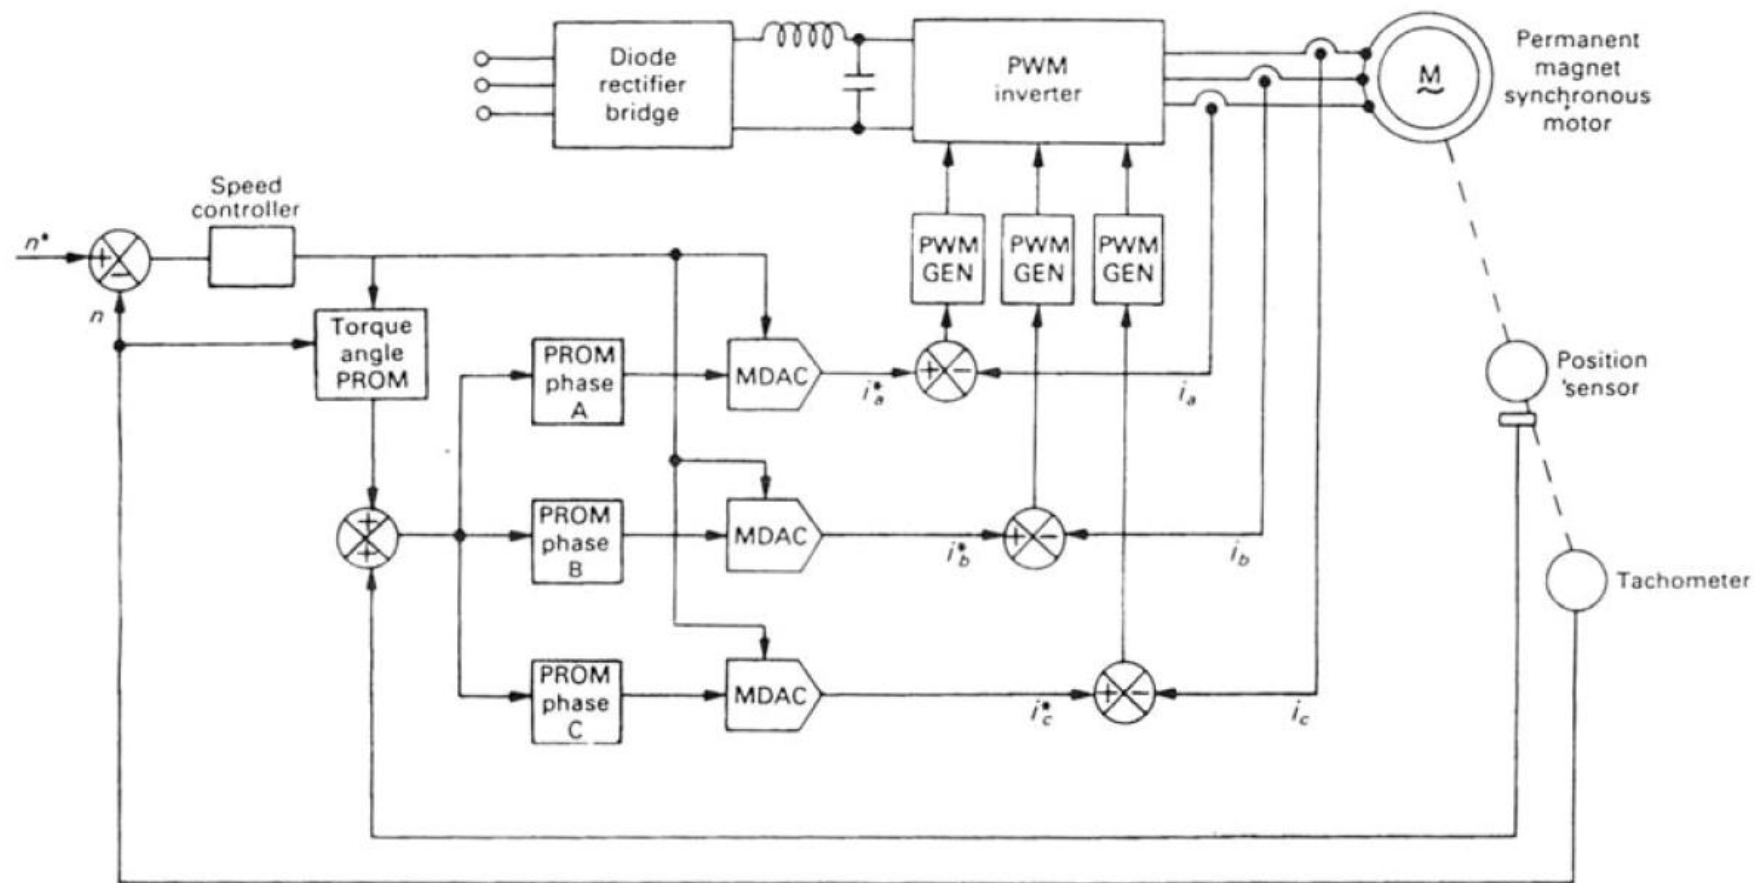 Diode
rectifier
bridge
PWM
inverter
M
~
Permanent
magnet
synchronous
motor
Speed
controller
n*
+
−
n
Torque
angle
PROM
PWM
GEN
PWM
GEN
PWM
GEN
PROM
phase
A
MDAC
i*a
+ −
ia
Position
sensor
+
+
PROM
phase
B
MDAC
i*b
+ −
ib
Tachometer
PROM
phase
C
MDAC
i*c
+ −
ic